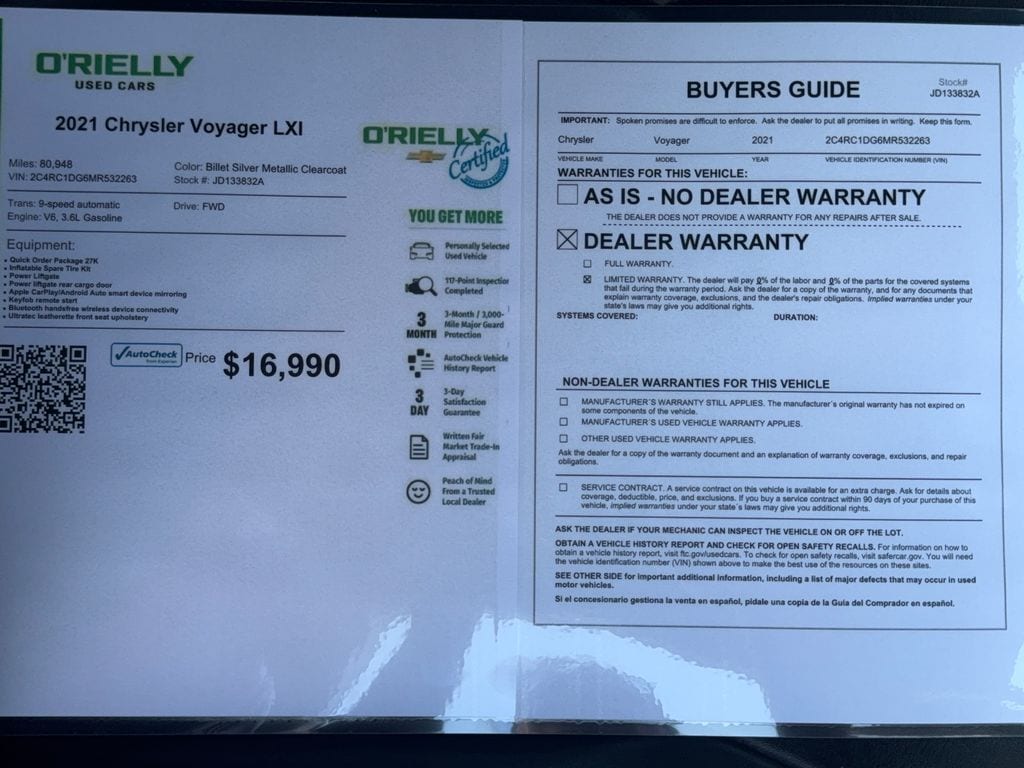 O'RIELLY
USED CARS
2021 Chrysler Voyager LXI
Miles: 80,948
VIN: 2C4RC1DG6MR532263
Color: Billet Silver Metallic Clearcoat
Stock #: JD133832A
Trans: 9-speed automatic
Engine: V6, 3.6L Gasoline
Drive: FWD
Equipment:
• Quick Order Package 27K
• Inflatable Spare Tire Kit
• Power Liftgate
• Power liftgate rear cargo door
• Apple CarPlay/Android Auto smart device mirroring
• Keyfob remote start
• Bluetooth handsfree wireless device connectivity
• Ultratec leatherette front seat upholstery
AutoCheck
from Experian
Price $16,990
O'RIELLY
Certified
YOU GET MORE
Personally Selected
Used Vehicle
117-Point Inspection
Completed
3
MONTH
3-Month / 3,000-
Mile Major Guard
Protection
AutoCheck Vehicle
History Report
3
DAY
3-Day
Satisfaction
Guarantee
Written Fair
Market Trade-In
Appraisal
Peach of Mind
From a Trusted
Local Dealer
BUYERS GUIDE
Stock#
JD133832A
IMPORTANT: Spoken promises are difficult to enforce. Ask the dealer to put all promises in writing. Keep this form.
Chrysler Voyager 2021 2C4RC1DG6MR532263
VEHICLE MAKE MODEL YEAR VEHICLE IDENTIFICATION NUMBER (VIN)
WARRANTIES FOR THIS VEHICLE:
AS IS - NO DEALER WARRANTY
THE DEALER DOES NOT PROVIDE A WARRANTY FOR ANY REPAIRS AFTER SALE.
DEALER WARRANTY
FULL WARRANTY.
LIMITED WARRANTY. The dealer will pay 0% of the labor and 0% of the parts for the covered systems
that fail during the warranty period. Ask the dealer for a copy of the warranty, and for any documents that
explain warranty coverage, exclusions, and the dealer's repair obligations. Implied warranties under your
state's laws may give you additional rights.
SYSTEMS COVERED: DURATION:
NON-DEALER WARRANTIES FOR THIS VEHICLE
MANUFACTURER'S WARRANTY STILL APPLIES. The manufacturer's original warranty has not expired on
some components of the vehicle.
MANUFACTURER'S USED VEHICLE WARRANTY APPLIES.
OTHER USED VEHICLE WARRANTY APPLIES.
Ask the dealer for a copy of the warranty document and an explanation of warranty coverage, exclusions, and repair
obligations.
SERVICE CONTRACT. A service contract on this vehicle is available for an extra charge. Ask for details about
coverage, deductible, price, and exclusions. If you buy a service contract within 90 days of your purchase of this
vehicle, implied warranties under your state's laws may give you additional rights.
ASK THE DEALER IF YOUR MECHANIC CAN INSPECT THE VEHICLE ON OR OFF THE LOT.
OBTAIN A VEHICLE HISTORY REPORT AND CHECK FOR OPEN SAFETY RECALLS. For information on how to
obtain a vehicle history report, visit ftc.gov/usedcars. To check for open safety recalls, visit safercar.gov. You will need
the vehicle identification number (VIN) shown above to make the best use of the resources on these sites.
SEE OTHER SIDE for important additional information, including a list of major defects that may occur in used
motor vehicles.
Si el concesionario gestiona la venta en español, pidale una copia de la Guia del Comprador en español.